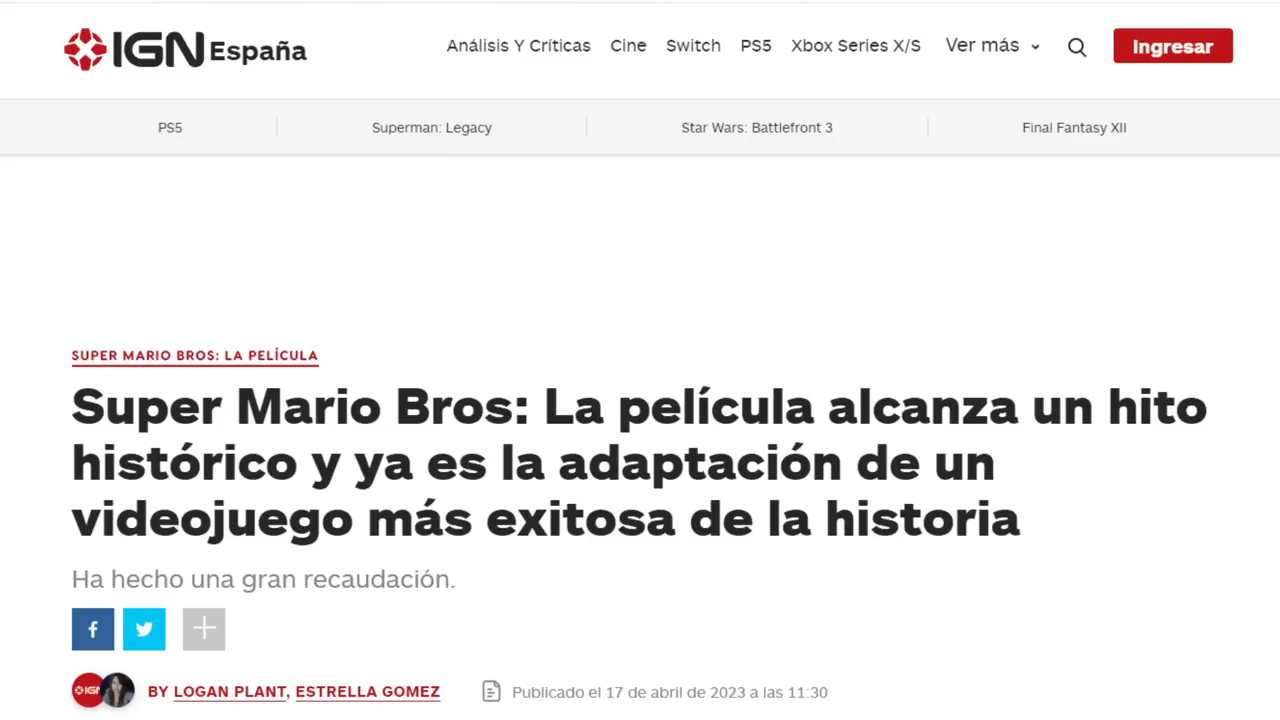 IGN España
Análisis Y Críticas Cine Switch PS5 Xbox Series X/S Ver más Ingresar
PS5 Superman: Legacy Star Wars: Battlefront 3 Final Fantasy XII
SUPER MARIO BROS: LA PELÍCULA
Super Mario Bros: La película alcanza un hito
histórico y ya es la adaptación de un
videojuego más exitosa de la historia
Ha hecho una gran recaudación.
f
IGN BY LOGAN PLANT, ESTRELLA GOMEZ Publicado el 17 de abril de 2023 a las 11:30